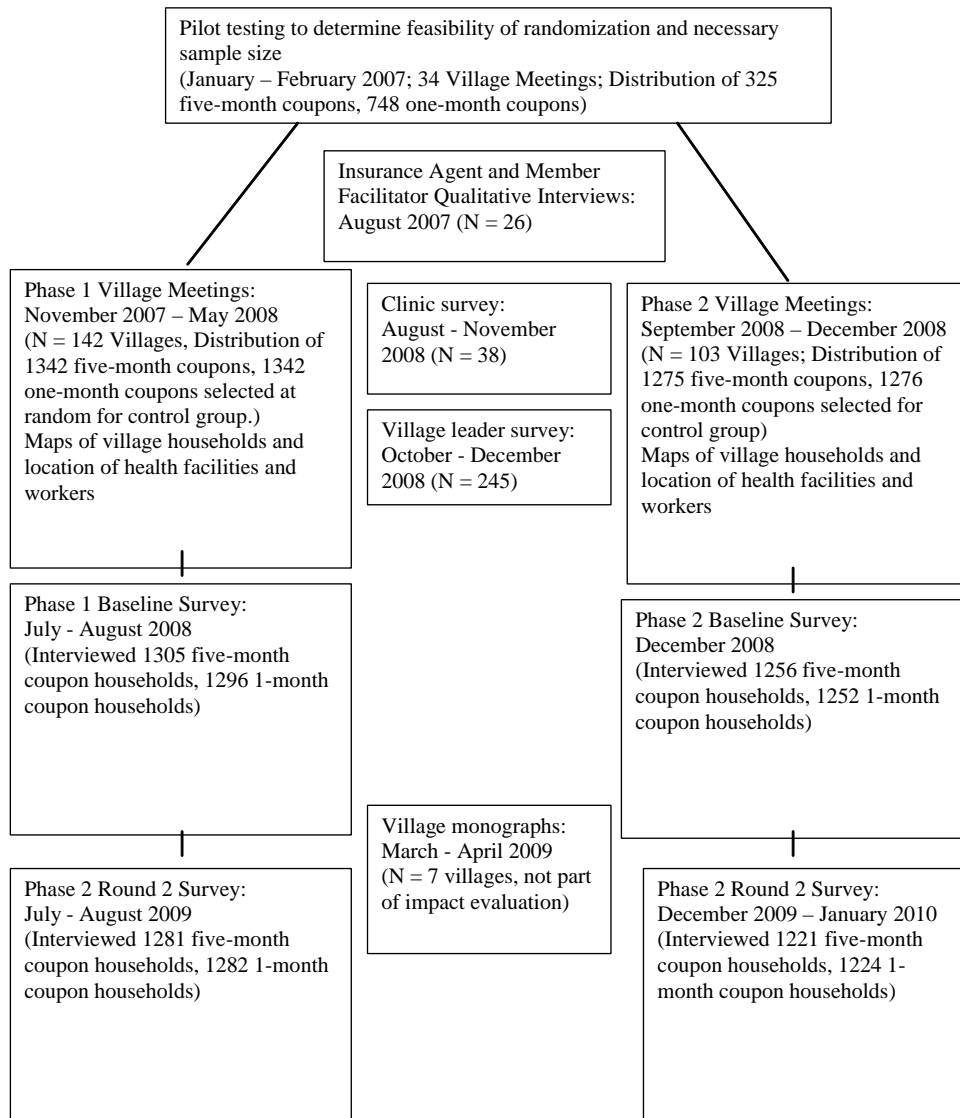 Pilot testing to determine feasibility of randomization and necessary
sample size
(January – February 2007; 34 Village Meetings; Distribution of 325
five-month coupons, 748 one-month coupons)
Insurance Agent and Member
Facilitator Qualitative Interviews:
August 2007 (N = 26)
Phase 1 Village Meetings:
November 2007 – May 2008
(N = 142 Villages, Distribution of
1342 five-month coupons, 1342
one-month coupons selected at
random for control group.)
Maps of village households and
location of health facilities and
workers
Clinic survey:
August - November
2008 (N = 38)
Village leader survey:
October - December
2008 (N = 245)
Phase 2 Village Meetings:
September 2008 – December 2008
(N = 103 Villages; Distribution of
1275 five-month coupons, 1276
one-month coupons selected for
control group)
Maps of village households and
location of health facilities and
workers
Phase 1 Baseline Survey:
July - August 2008
(Interviewed 1305 five-month
coupon households, 1296 1-month
coupon households)
Phase 2 Baseline Survey:
December 2008
(Interviewed 1256 five-month
coupon households, 1252 1-month
coupon households)
Village monographs:
March - April 2009
(N = 7 villages, not part
of impact evaluation)
Phase 2 Round 2 Survey:
July - August 2009
(Interviewed 1281 five-month
coupon households, 1282 1-month
coupon households)
Phase 2 Round 2 Survey:
December 2009 – January 2010
(Interviewed 1221 five-month
coupon households, 1224 1-
month coupon households)